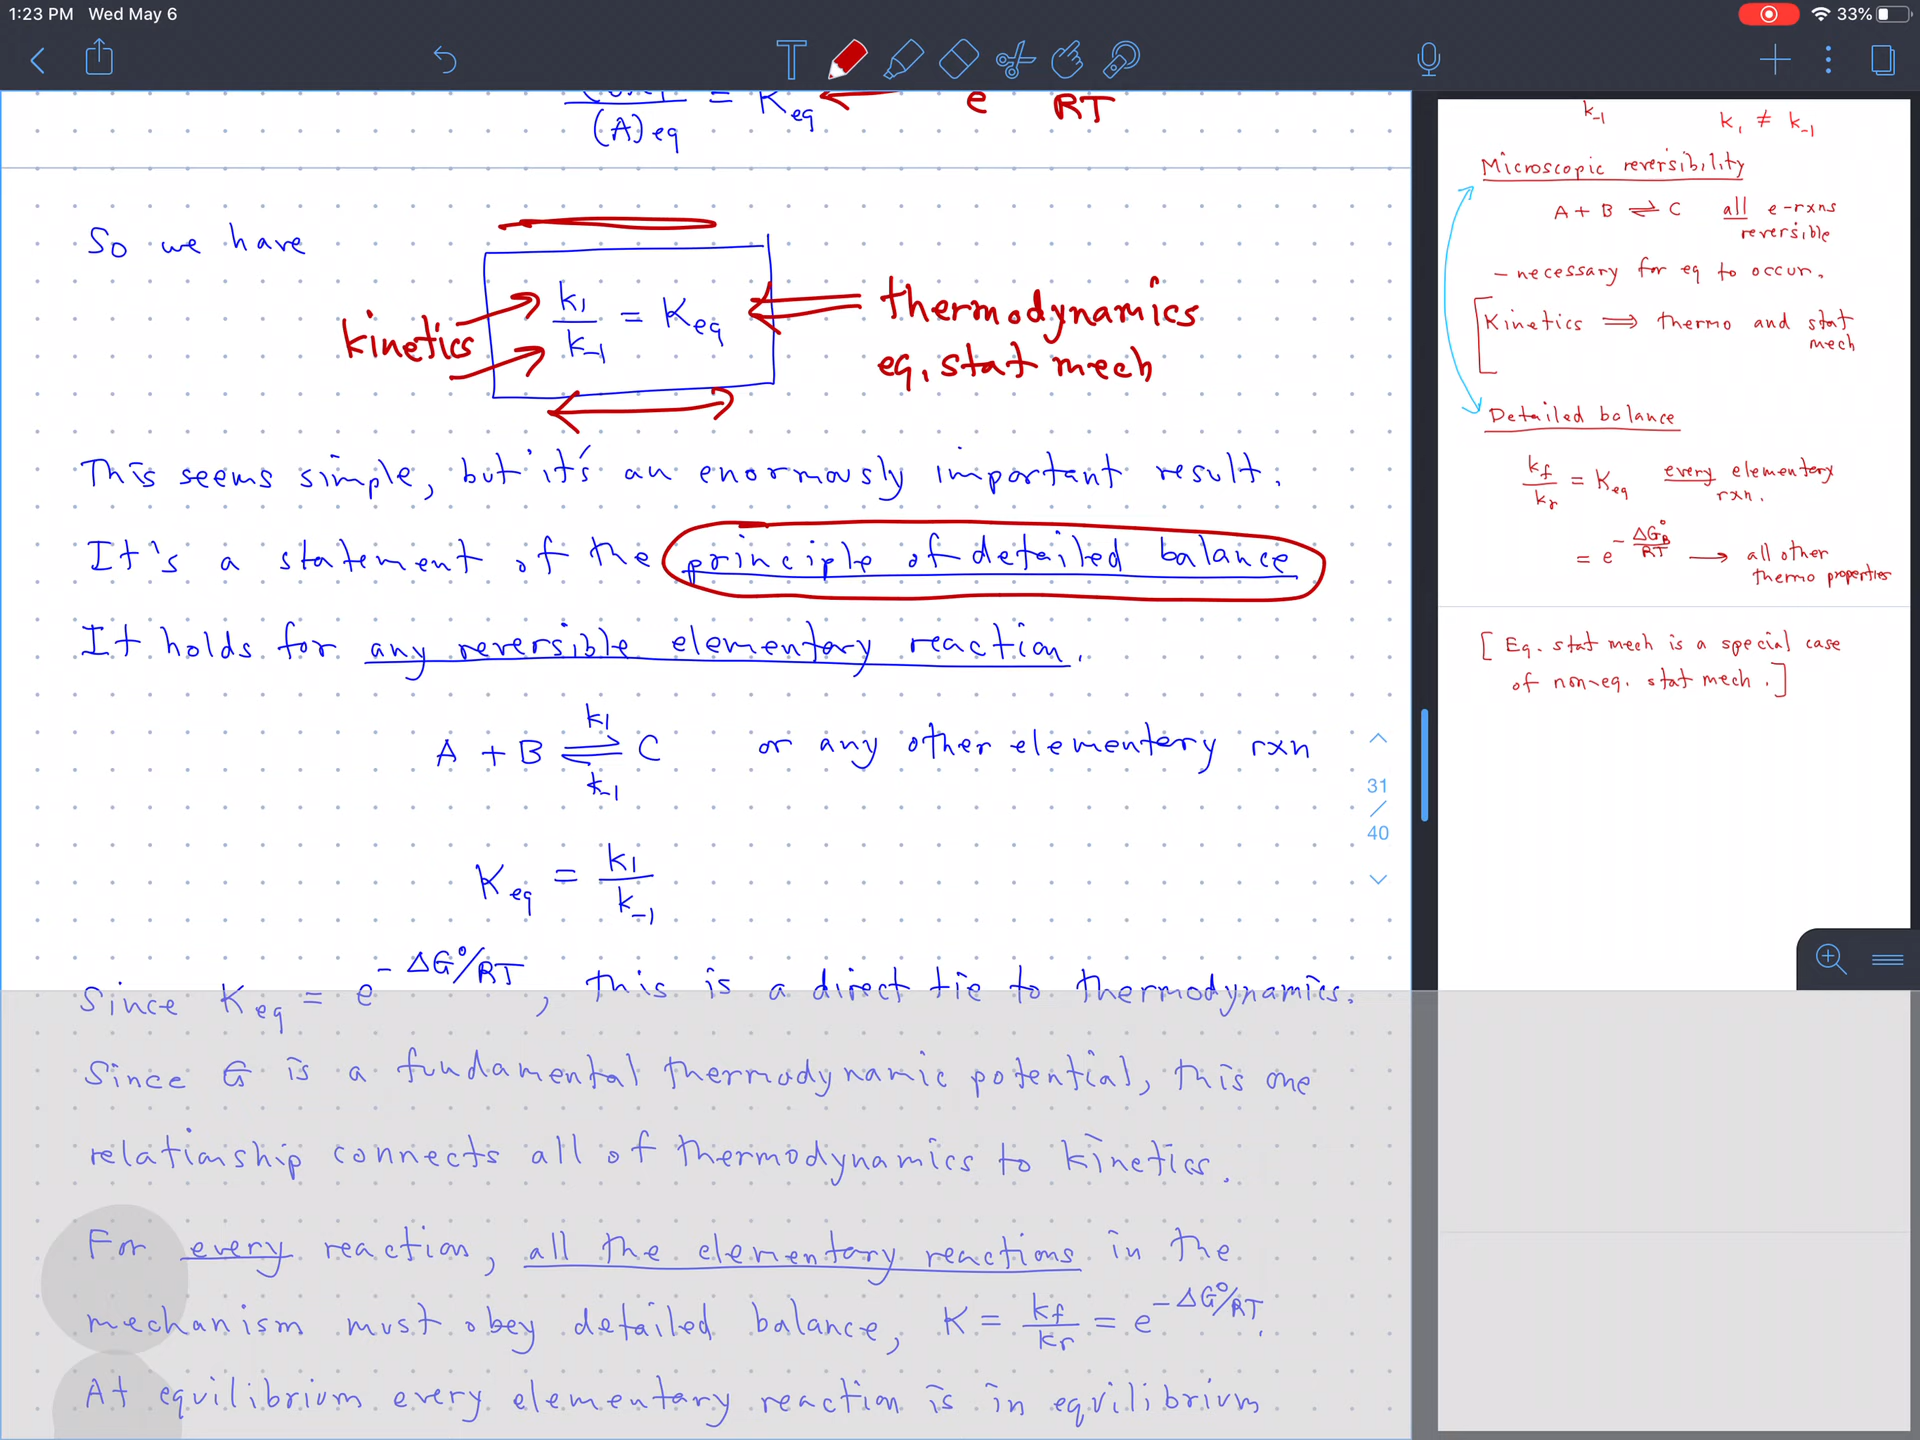 1:23 PM Wed May 6
33%
(A)eq = Keq ← e RT
So we have
kinetics
k₁/k₋₁ = Keq
thermodynamics
eq. stat mech
This seems simple, but it's an enormously important result.
It's a statement of the principle of detailed balance
It holds for any reversible elementary reaction.
A + B ⇌ C or any other elementery rxn
k₁
k₋₁
31
/
40
Keq = k₁/k₋₁
Since Keq = e^-ΔG°/RT, this is a direct tie to thermodynamics.
Since G is a fundamental thermodynamic potential, this one
relationship connects all of thermodynamics to kinetics.
For every reaction, all the elementary reactions in the
mechanism must obey detailed balance, K = kf/kr = e^-ΔG°/RT.
At equilibrium every elementary reaction is in equilibrium
k₋₁ k₁ ≠ k₋₁
Microscopic reversibility
A + B ⇌ C all e-rxns
reversible
- necessary for eq to occur.
[Kinetics ⟹ thermo and stat
mech
Detailed balance
kf/kr = Keq every elementery
rxn.
= e^-ΔG°R/RT → all other
thermo properties
[Eq. stat mech is a special case
of non-eq. stat mech.]